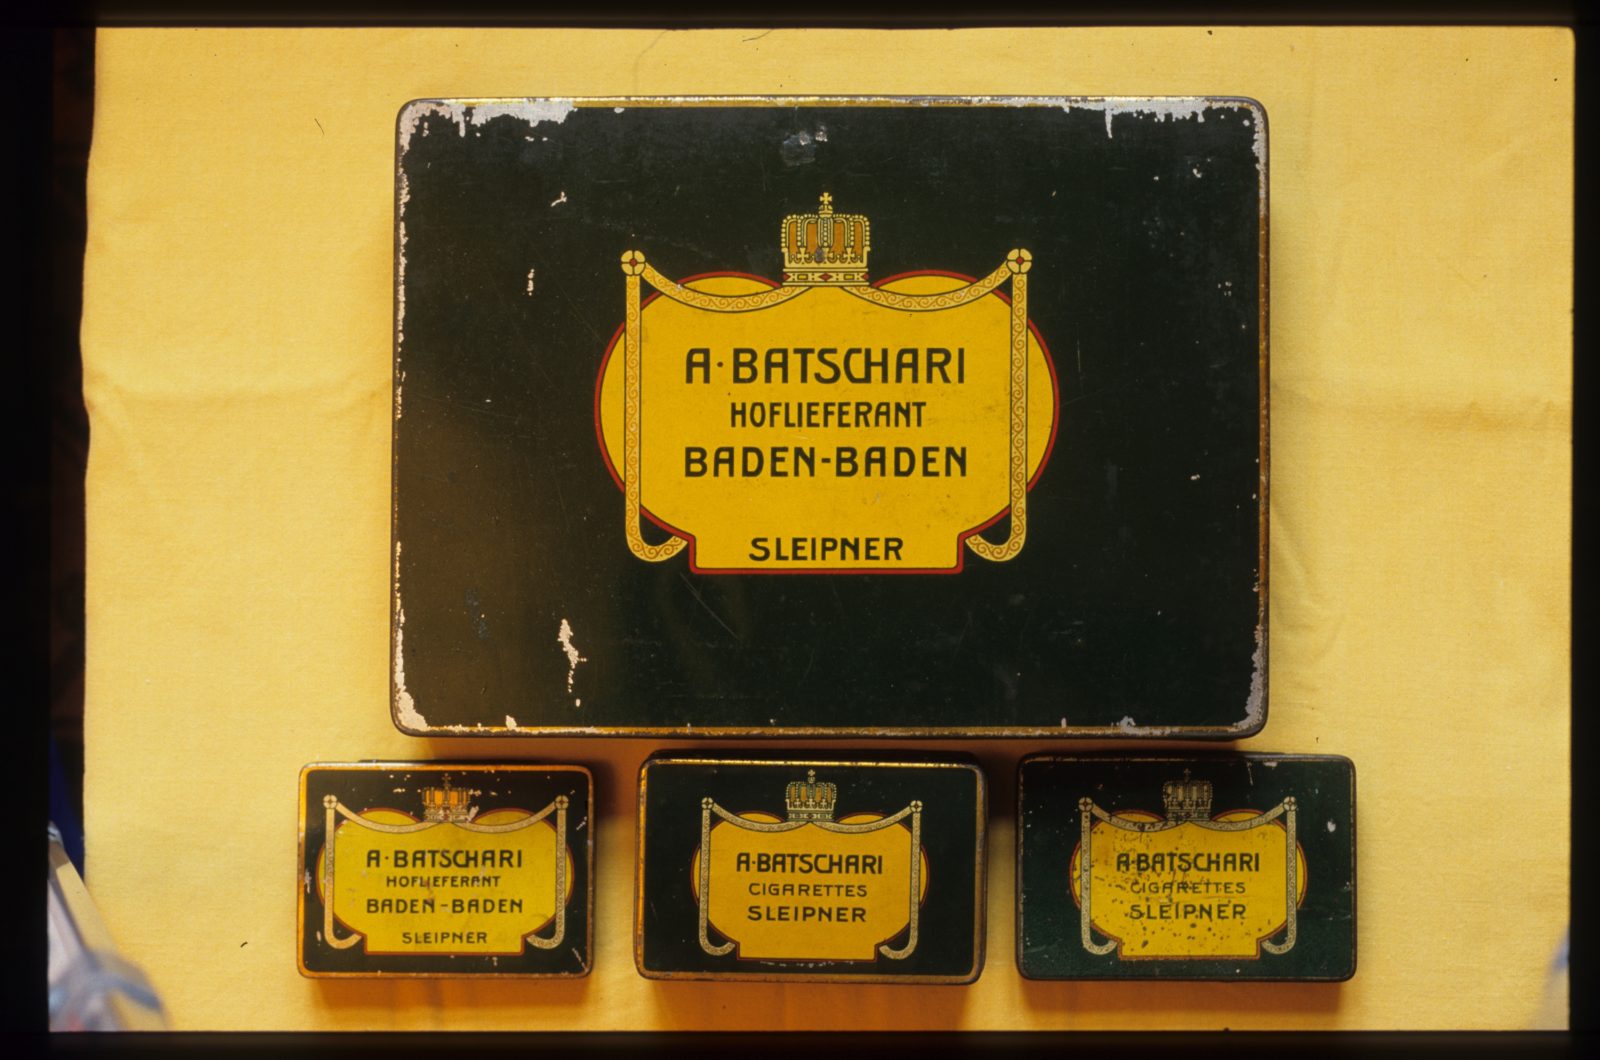 A·BATSCHARI
HOFLIEFERANT
BADEN-BADEN
SLEIPNER
A·BATSCHARI
HOFLIEFERANT
BADEN-BADEN
SLEIPNER
A·BATSCHARI
CIGARETTES
SLEIPNER
A·BATSCHARI
CIGARETTES
SLEIPNER